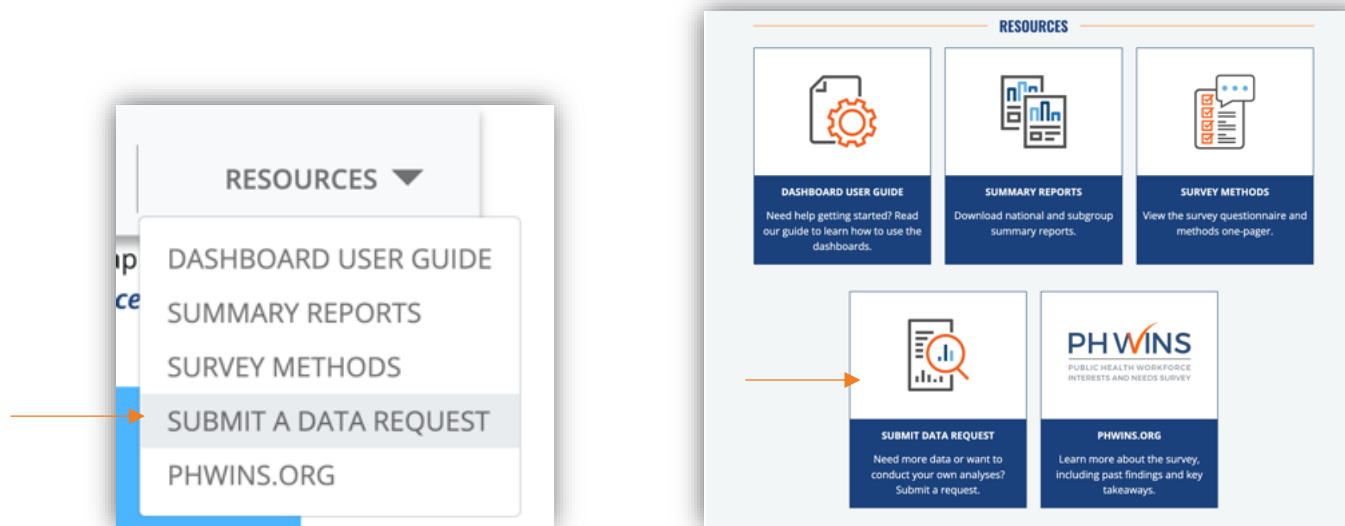 RESOURCES
ip
ce
DASHBOARD USER GUIDE
SUMMARY REPORTS
SURVEY METHODS
SUBMIT A DATA REQUEST
PHWINS.ORG
RESOURCES
DASHBOARD USER GUIDE
Need help getting started? Read
our guide to learn how to use the
dashboards.
SUMMARY REPORTS
Download national and subgroup
summary reports.
SURVEY METHODS
View the survey questionnaire and
methods one-pager.
SUBMIT DATA REQUEST
Need more data or want to
conduct your own analyses?
Submit a request.
PH WINS
PUBLIC HEALTH WORKFORCE
INTERESTS AND NEEDS SURVEY
PHWINS.ORG
Learn more about the survey,
including past findings and key
takeaways.